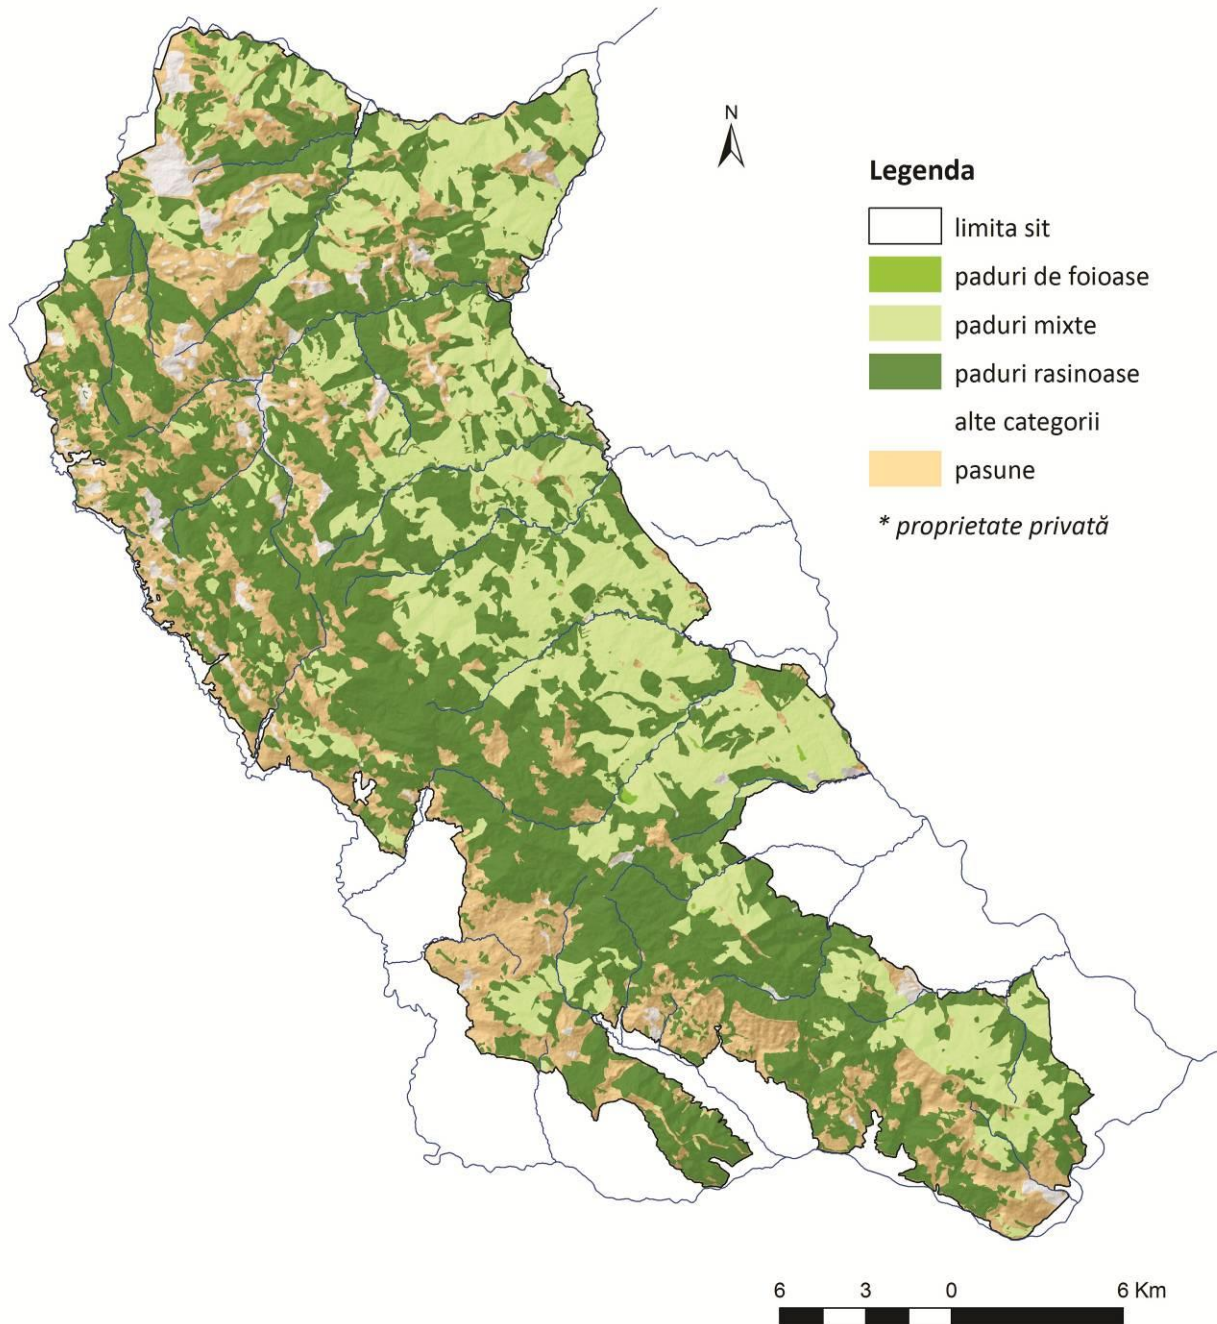 N
Legenda
limita sit
paduri de foioase
paduri mixte
paduri rasinoase
alte categorii
pasune
* proprietate privată
6 3 0 6 Km